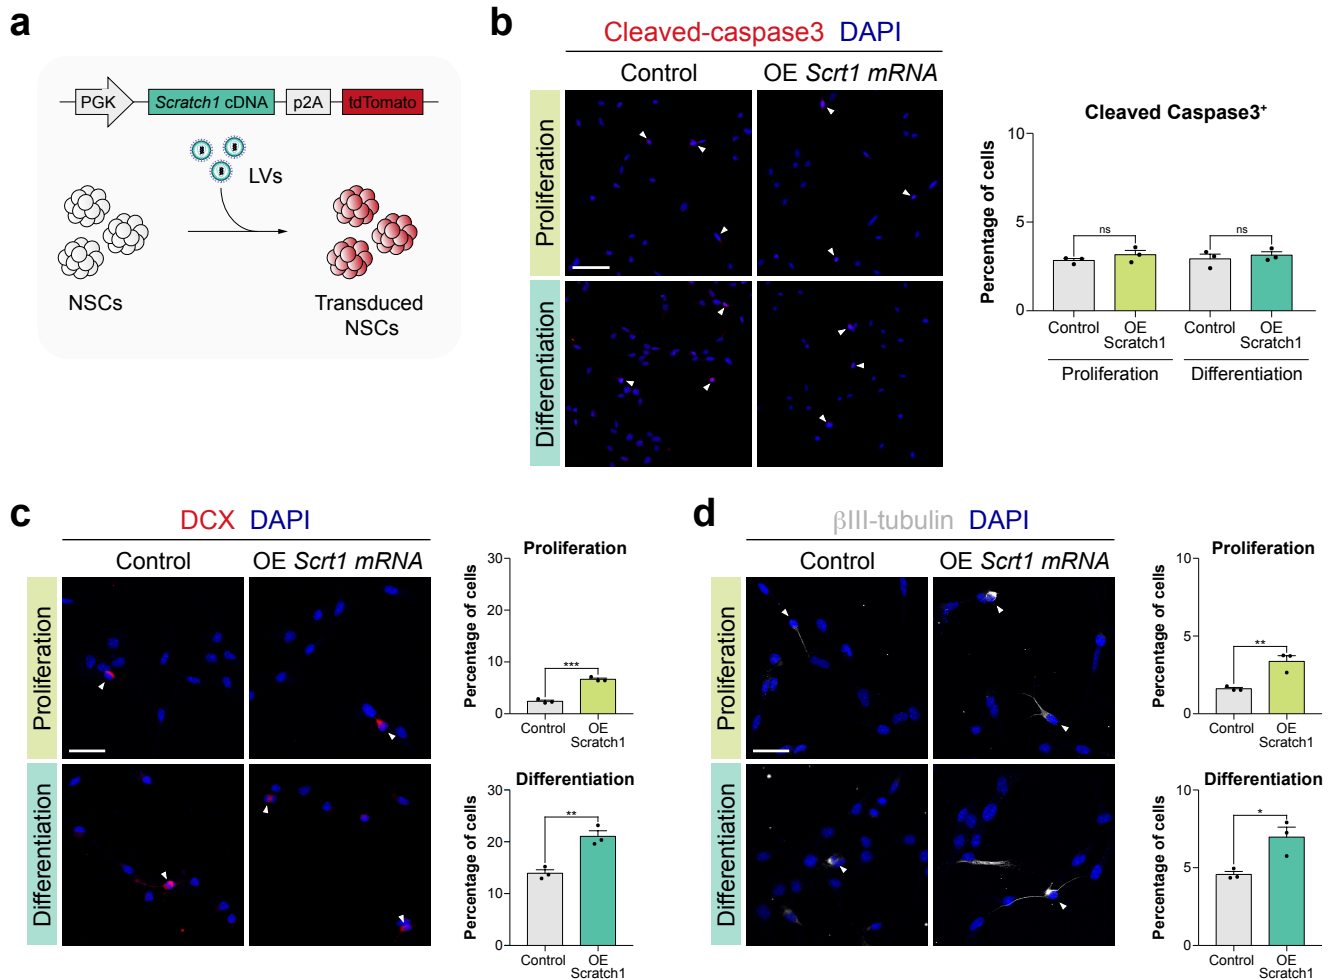 a
PGK
Scratch1 cDNA
p2A
tdTomato
LVs
NSCs
Transduced
NSCs
b
Cleaved-caspase3 DAPI
Control
OE Scrt1 mRNA
Proliferation
Differentiation
Cleaved Caspase3⁺
Percentage of cells
10
5
0
ns
ns
Control
OE
Scratch1
Control
OE
Scratch1
Proliferation
Differentiation
c
DCX DAPI
Control
OE Scrt1 mRNA
Proliferation
Differentiation
Proliferation
Percentage of cells
30
20
10
0
***
Control
OE
Scratch1
Differentiation
Percentage of cells
30
20
10
0
**
Control
OE
Scratch1
d
βIII-tubulin DAPI
Control
OE Scrt1 mRNA
Proliferation
Differentiation
Proliferation
Percentage of cells
10
5
0
**
Control
OE
Scratch1
Differentiation
Percentage of cells
10
5
0
*
Control
OE
Scratch1